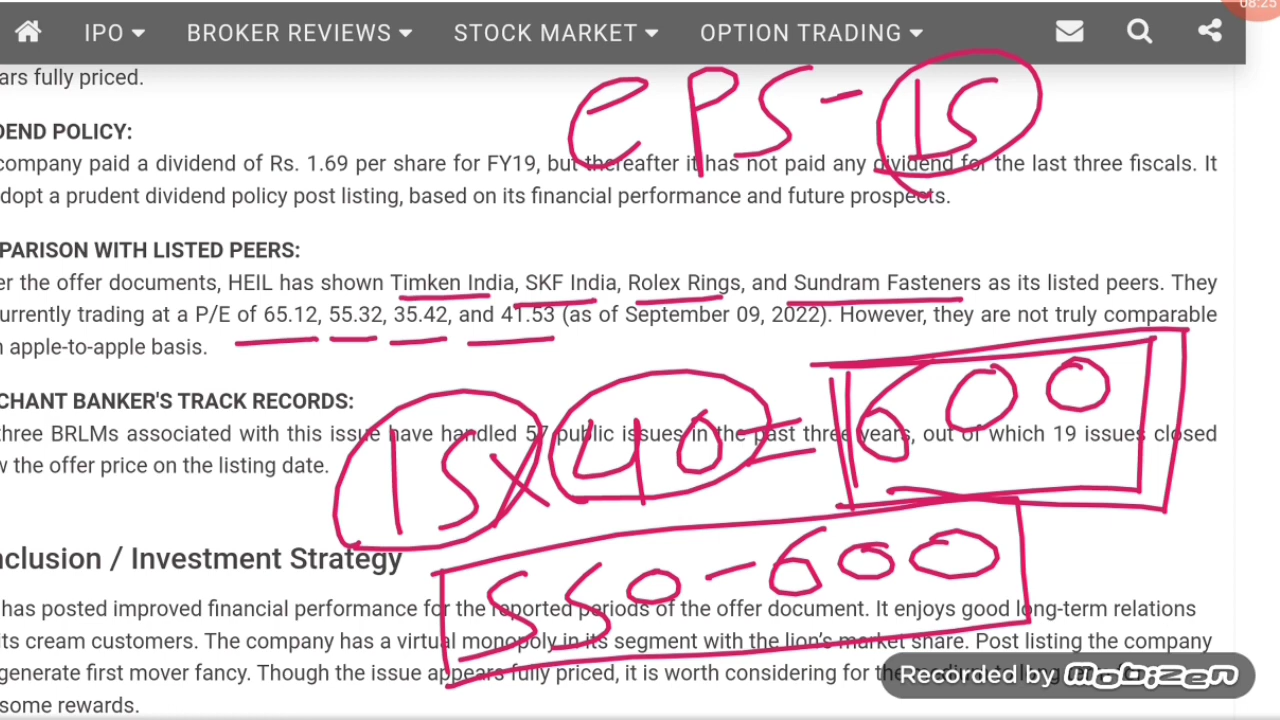 08:25
IPO BROKER REVIEWS STOCK MARKET OPTION TRADING
ars fully priced.
ePS-15
DEND POLICY:
company paid a dividend of Rs. 1.69 per share for FY19, but thereafter it has not paid any dividend for the last three fiscals. It
dopt a prudent dividend policy post listing, based on its financial performance and future prospects.
PARISON WITH LISTED PEERS:
er the offer documents, HEIL has shown Timken India, SKF India, Rolex Rings, and Sundram Fasteners as its listed peers. They
urrently trading at a P/E of 65.12, 55.32, 35.42, and 41.53 (as of September 09, 2022). However, they are not truly comparable
n apple-to-apple basis.
CHANT BANKER'S TRACK RECORDS:
three BRLMs associated with this issue have handled 57 public issues in the past three years, out of which 19 issues closed
w the offer price on the listing date.
15x40=600
550-600
nclusion / Investment Strategy
has posted improved financial performance for the reported periods of the offer document. It enjoys good long-term relations
its cream customers. The company has a virtual monopoly in its segment with the lion's market share. Post listing the company
generate first mover fancy. Though the issue appears fully priced, it is worth considering for the
some rewards.
Recorded by mobizen